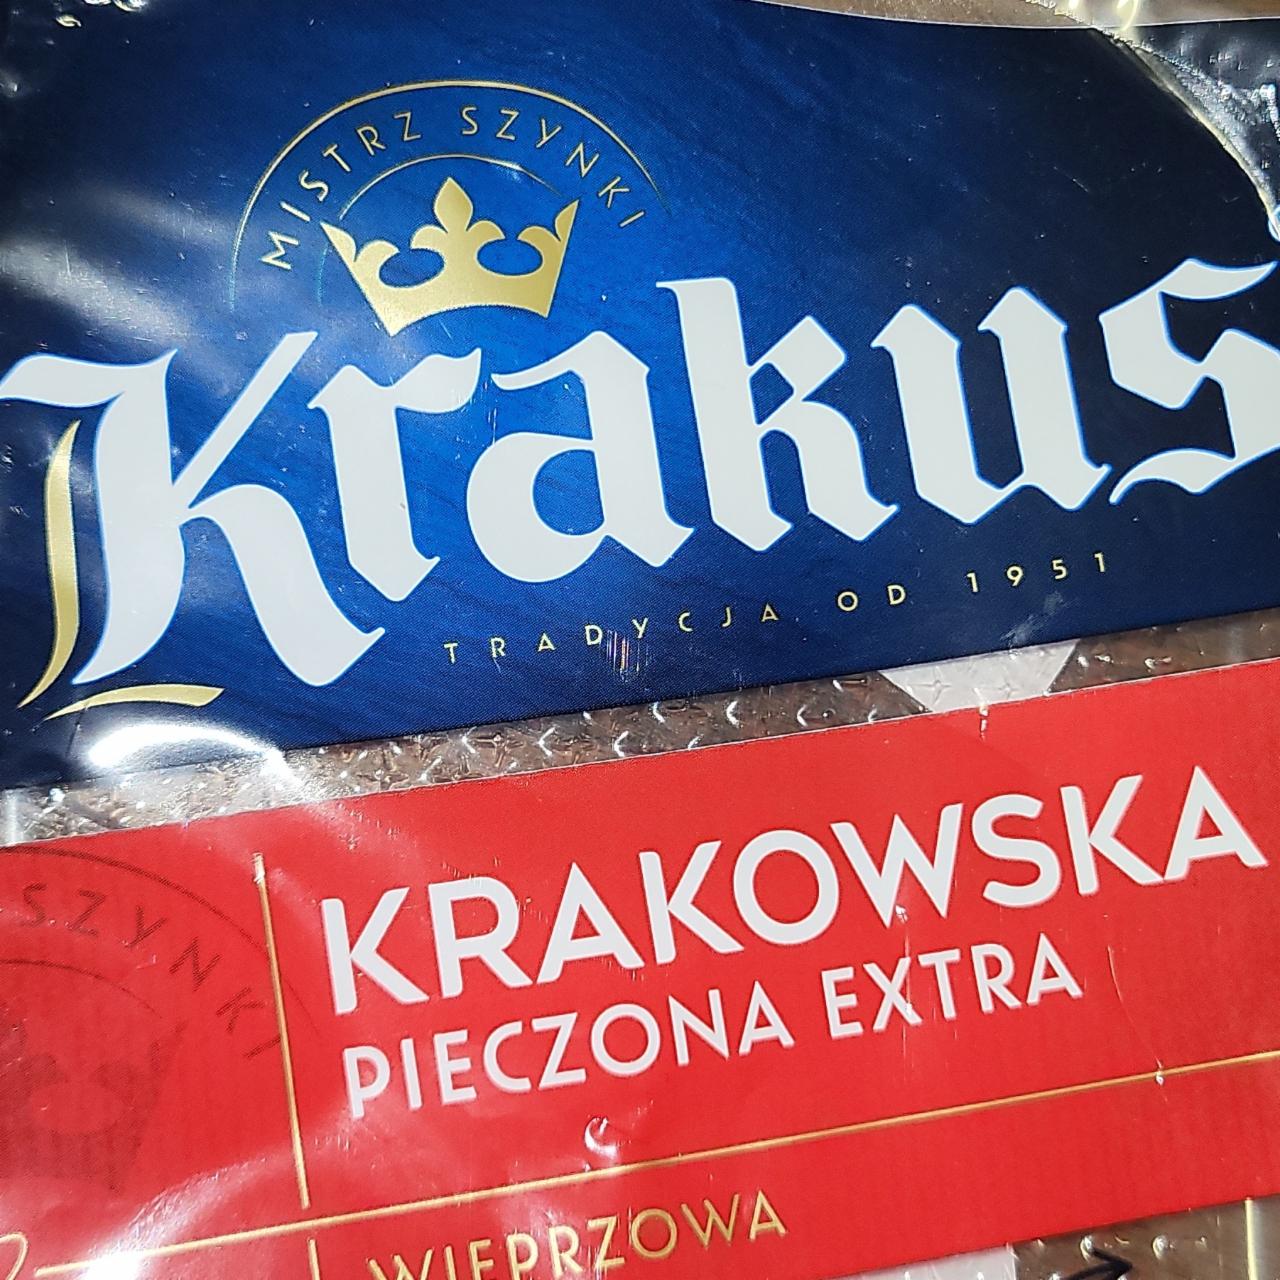 MISTRZ SZYNKI
Krakus
TRADYCJA OD 1951
SZYNKI
KRAKOWSKA
PIECZONA EXTRA
WIEPRZOWA